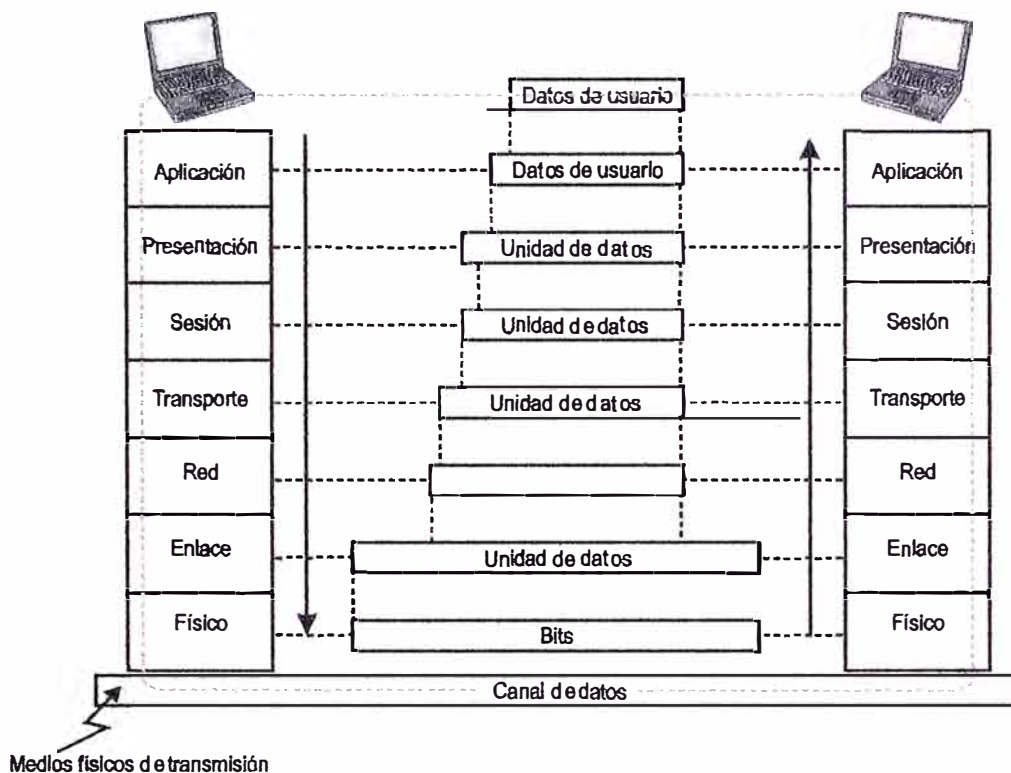 Datos de usuario
Aplicación Datos de usuario Aplicación
Presentación Unidad de datos Presentación
Sesión Unidad de datos Sesión
Transporte Unidad de datos Transporte
Red Red
Enlace Unidad de datos Enlace
Físico Bits Físico
Canal de datos
Medios físicos de transmisión